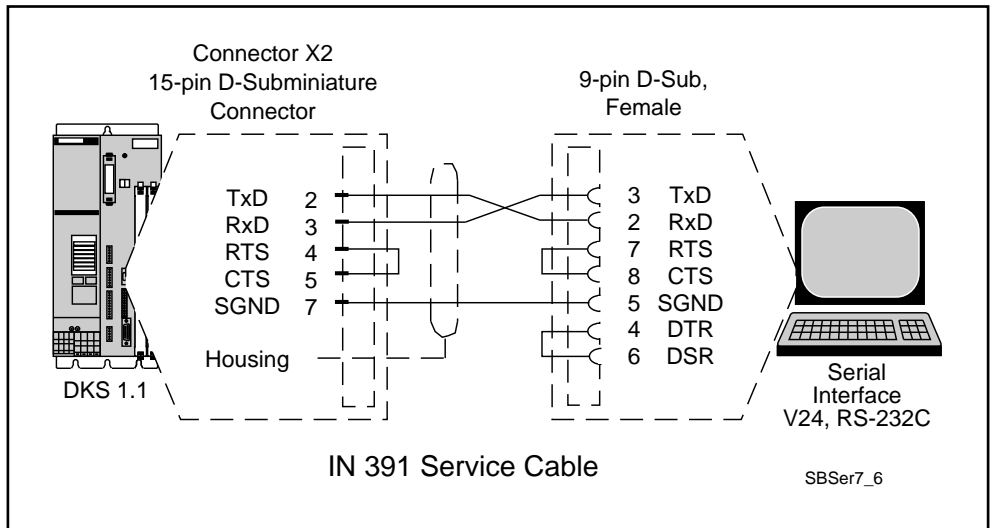 Connector X2
15-pin D-Subminiature
Connector
9-pin D-Sub,
Female
TxD 2
RxD 3
RTS 4
CTS 5
SGND 7
Housing
3 TxD
2 RxD
7 RTS
8 CTS
5 SGND
4 DTR
6 DSR
DKS 1.1
Serial
Interface
V24, RS-232C
IN 391 Service Cable
SBSer7_6